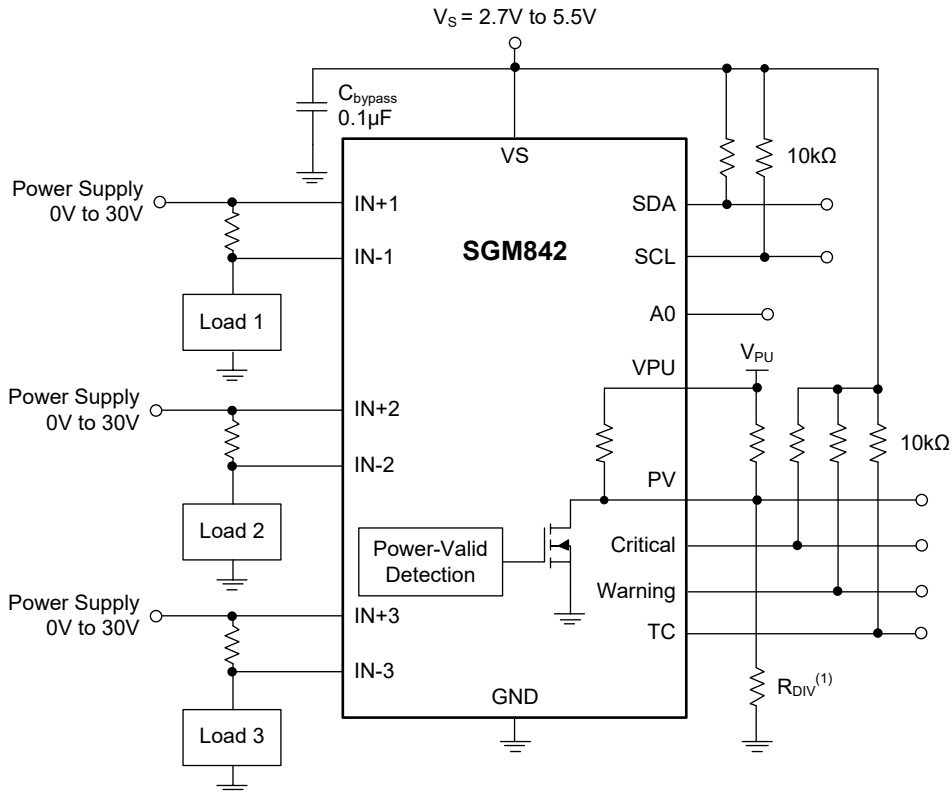 V_S = 2.7V to 5.5V
C_bypass
0.1µF
VS
10kΩ
Power Supply
0V to 30V
IN+1
SDA
IN-1
SGM842
SCL
Load 1
A0
VPU
V_PU
Power Supply
0V to 30V
IN+2
10kΩ
IN-2
PV
Load 2
Power-Valid
Detection
Critical
Warning
Power Supply
0V to 30V
IN+3
TC
IN-3
R_DIV(1)
GND
Load 3